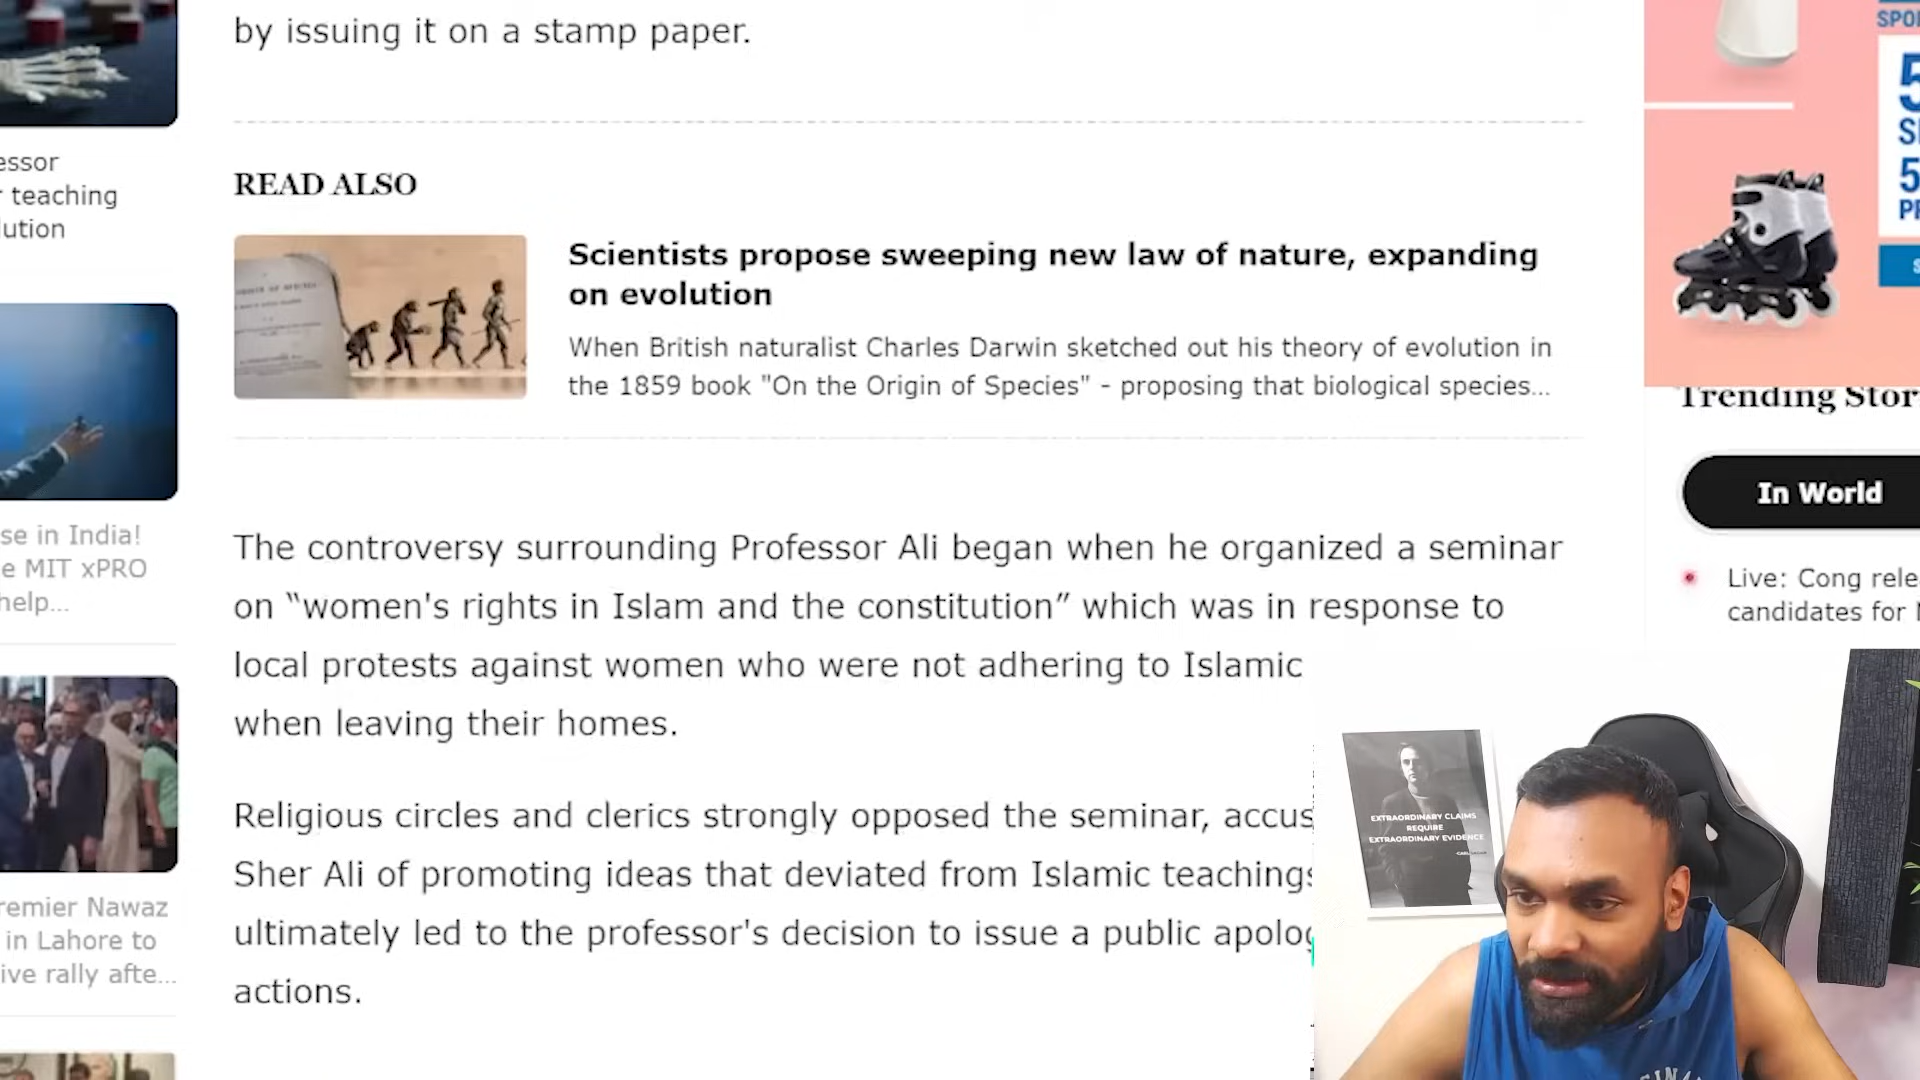 by issuing it on a stamp paper.
READ ALSO
Scientists propose sweeping new law of nature, expanding
on evolution
When British naturalist Charles Darwin sketched out his theory of evolution in
the 1859 book "On the Origin of Species" - proposing that biological species...
The controversy surrounding Professor Ali began when he organized a seminar
on “women's rights in Islam and the constitution” which was in response to
local protests against women who were not adhering to Islamic
when leaving their homes.
Religious circles and clerics strongly opposed the seminar, accus
Sher Ali of promoting ideas that deviated from Islamic teachings
ultimately led to the professor's decision to issue a public apolog
actions.
essor
r teaching
lution
se in India!
e MIT xPRO
help...
remier Nawaz
in Lahore to
ive rally afte...
SPO
5
S
5
P
S
Trending Stor
In World
Live: Cong rele
candidates for
EXTRAORDINARY CLAIMS
REQUIRE
EXTRAORDINARY EVIDENCE